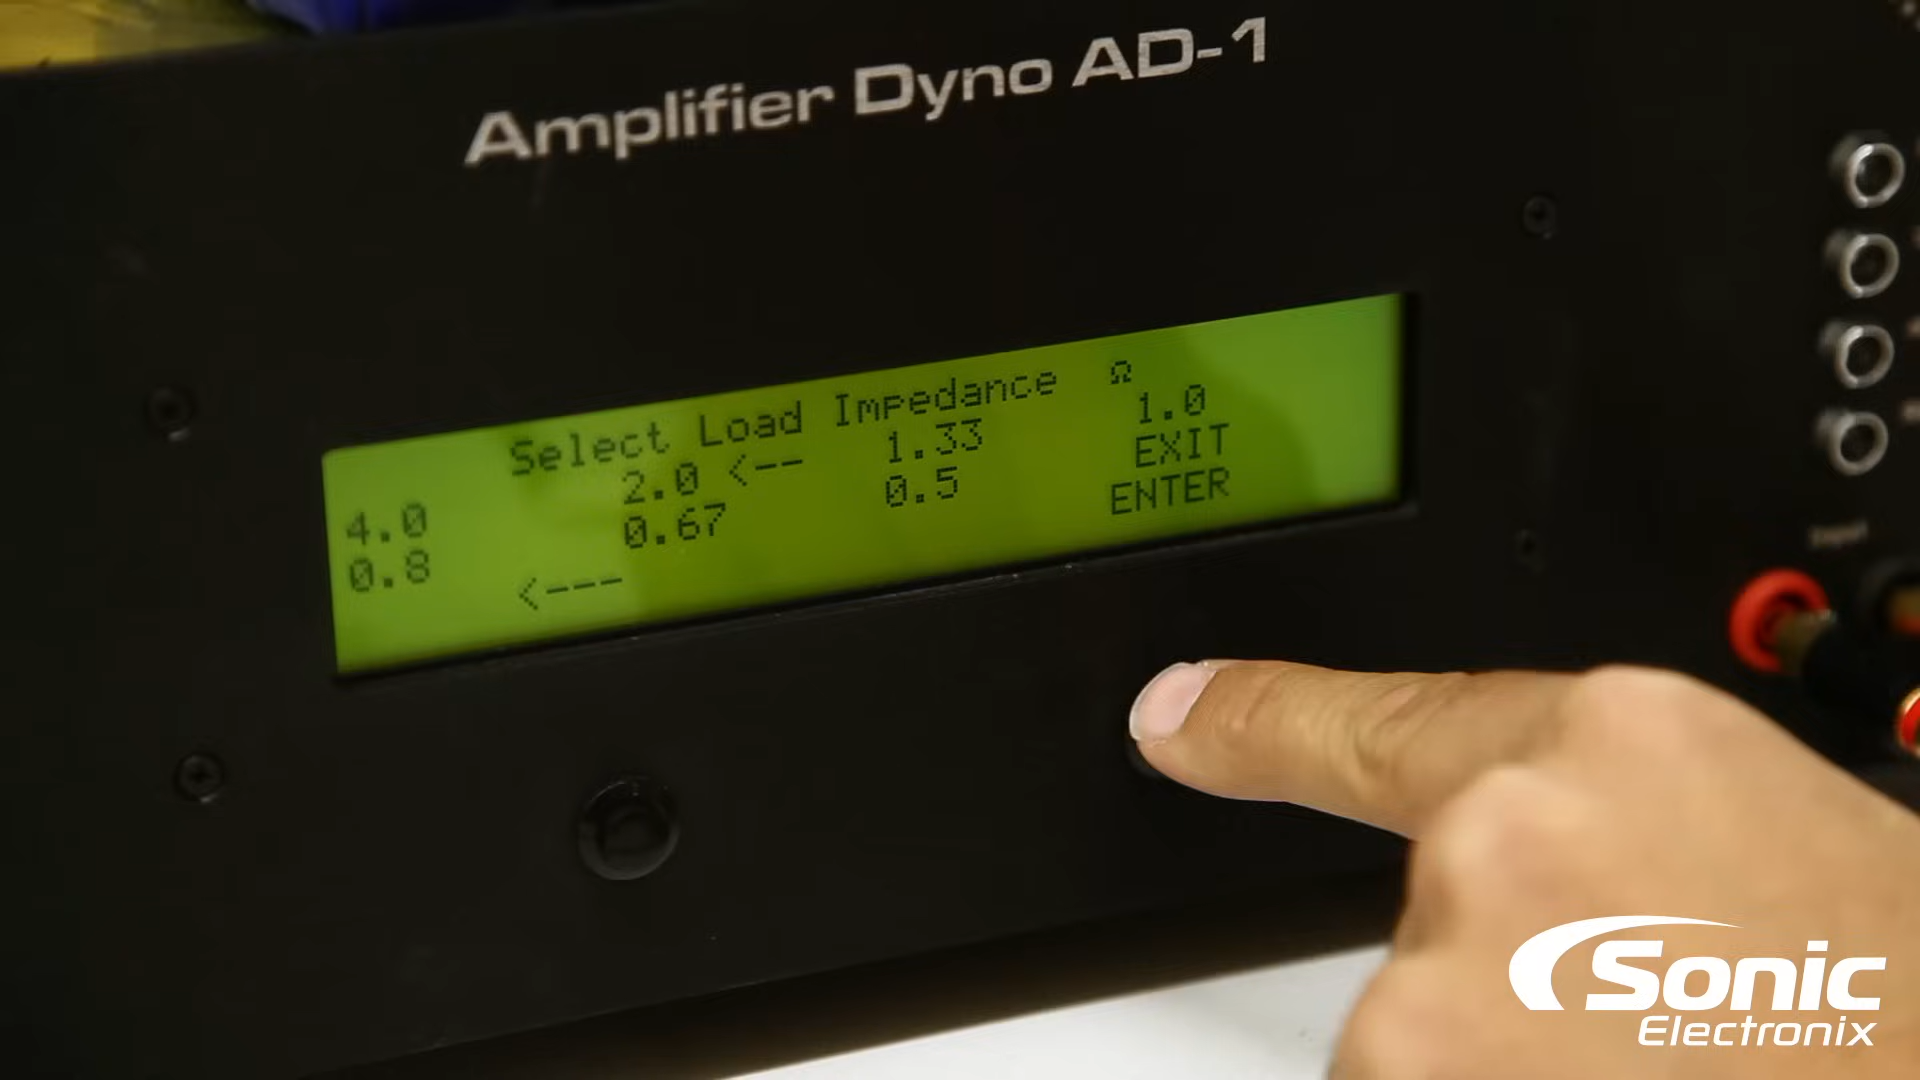 Amplifier Dyno AD-1
Select Load Impedance Ω
4.0 2.0 <-- 1.33 1.0
0.8 0.67 0.5 EXIT
<--- ENTER
Input
Sonic
Electronix